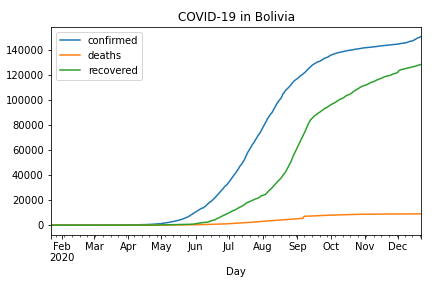 COVID-19 in Bolivia
confirmed
deaths
recovered
140000
120000
100000
80000
60000
40000
20000
0
Feb Mar Apr May Jun Jul Aug Sep Oct Nov Dec
2020
Day